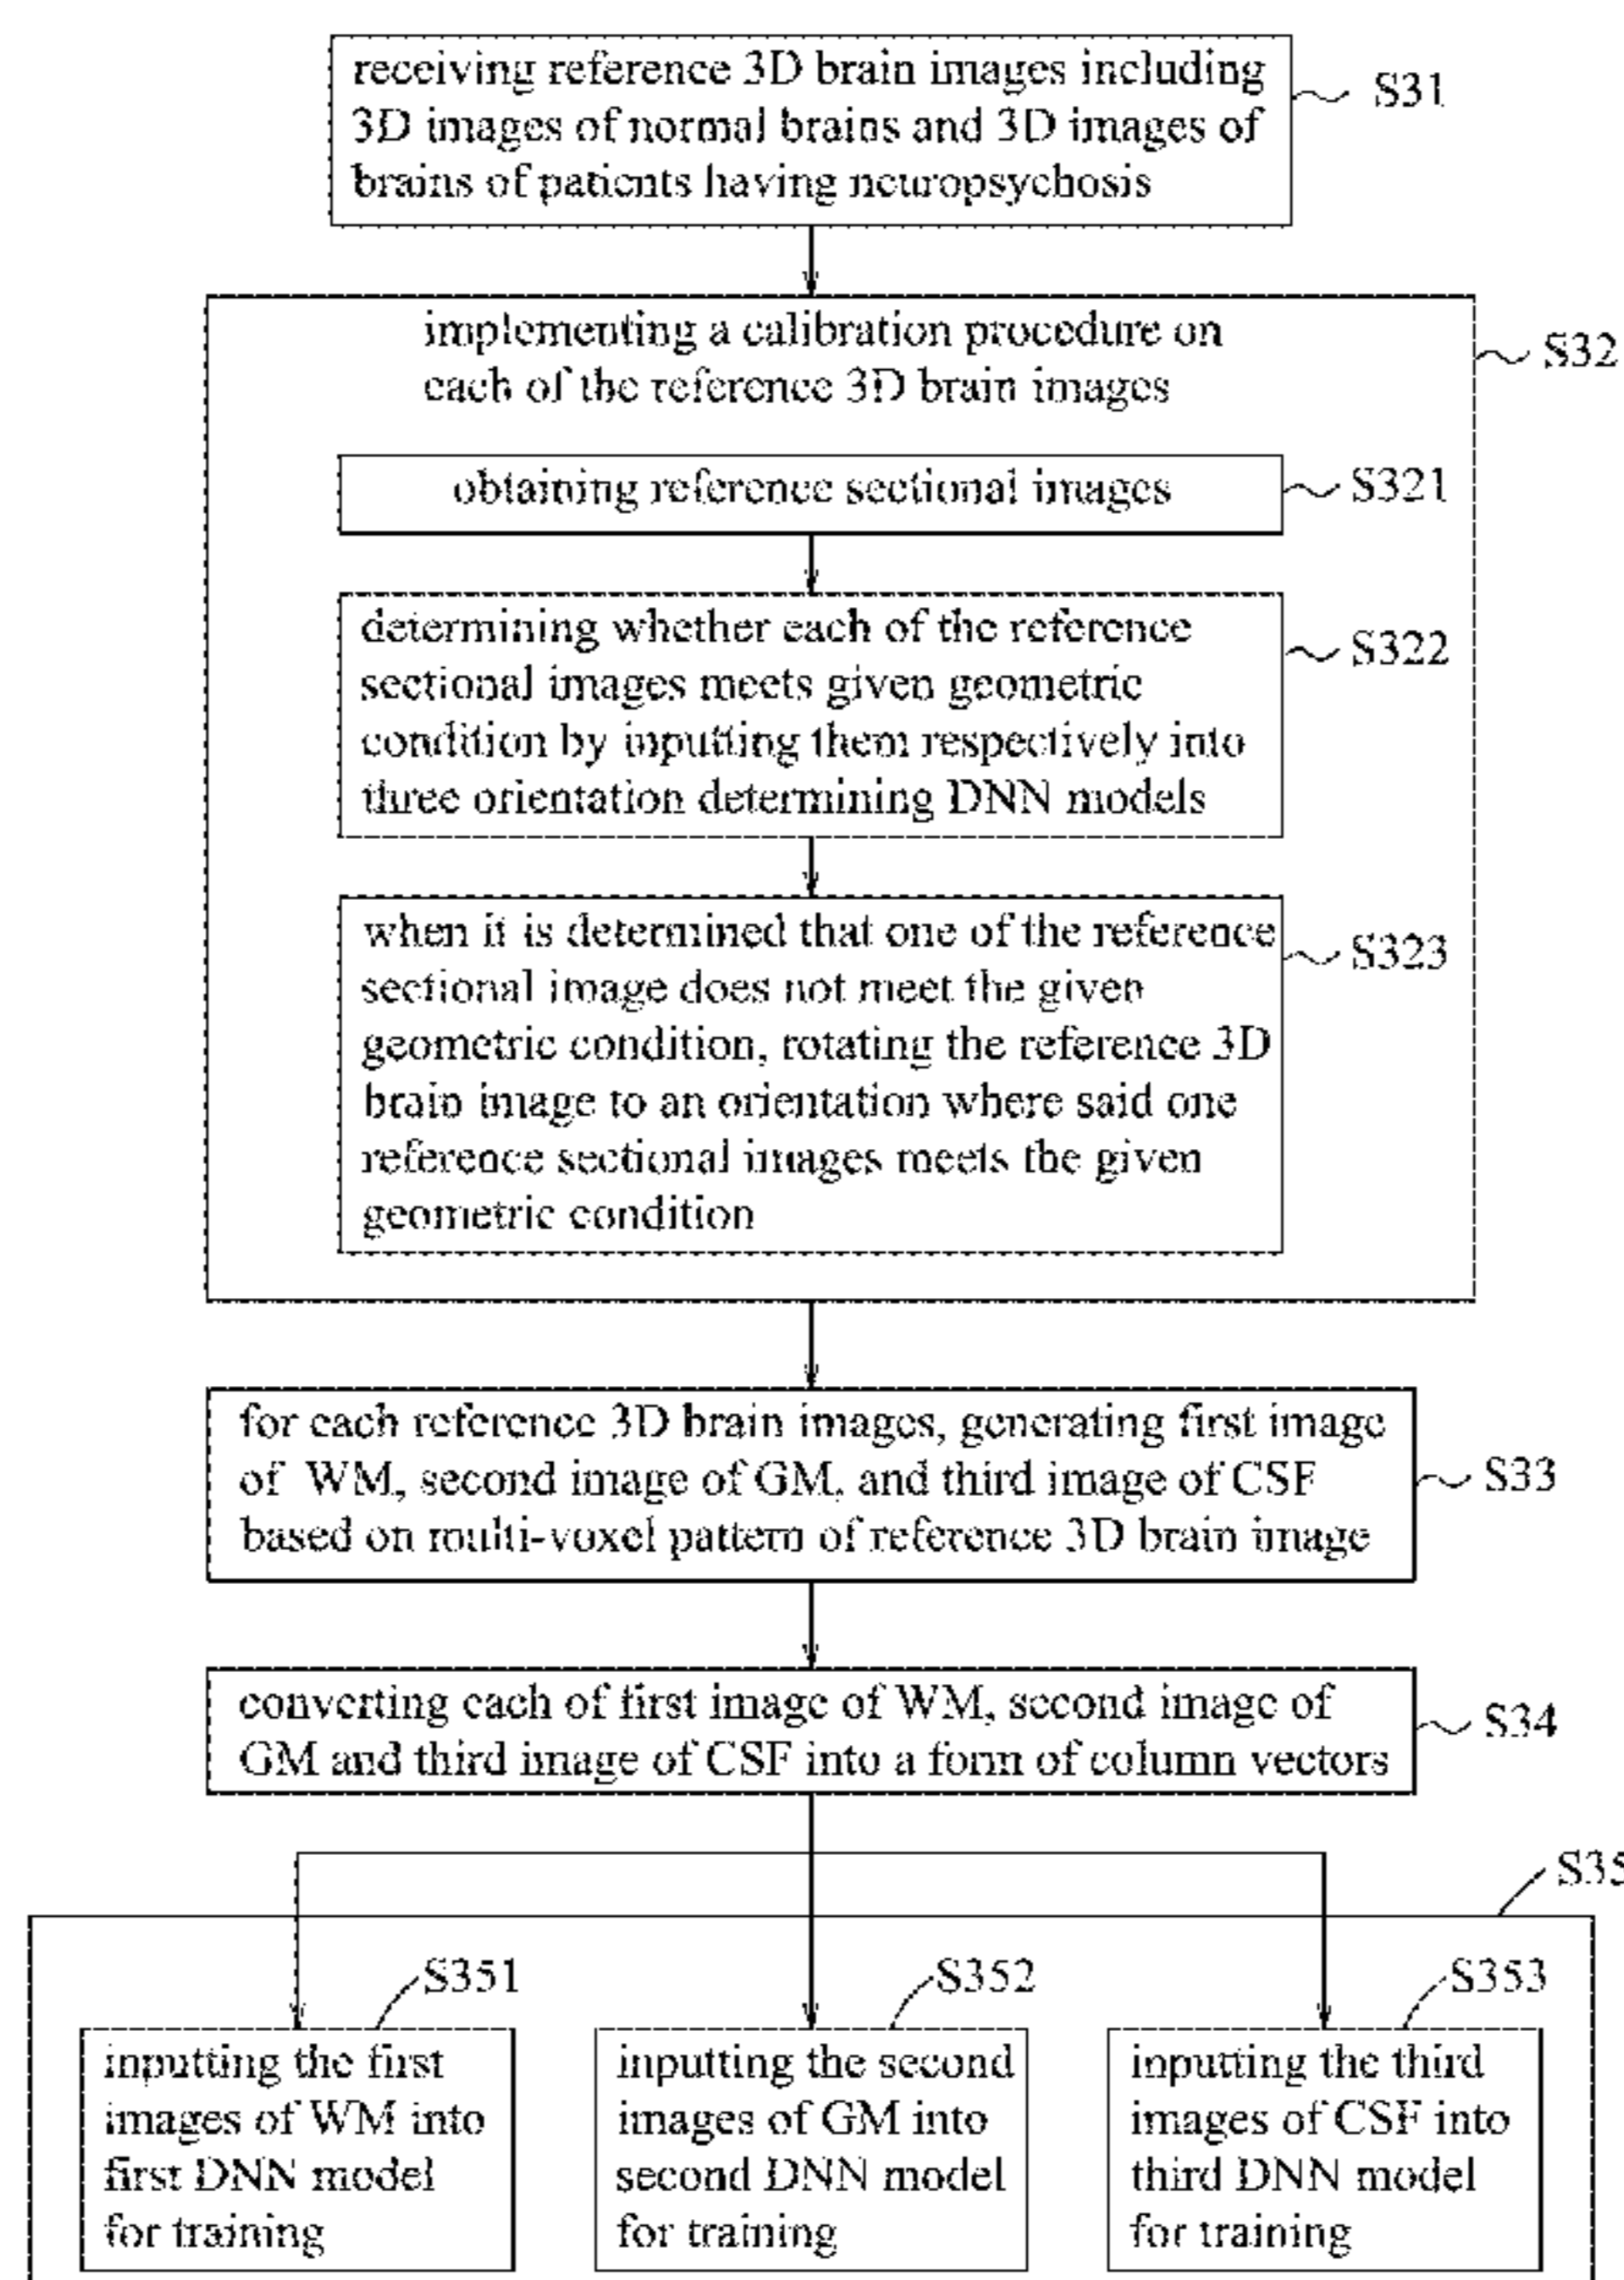 receiving reference 3D brain images including
3D images of normal brains and 3D images of
brains of patients having neuropsychosis
S31
implementing a calibration procedure on
each of the reference 3D brain images
S32
obtaining reference sectional images
S321
determining whether each of the reference
sectional images meets given geometric
condition by inputting them respectively into
three orientation determining DNN models
S322
when it is determined that one of the reference
sectional image does not meet the given
geometric condition, rotating the reference 3D
brain image to an orientation where said one
reference sectional images meets the given
geometric condition
S323
for each reference 3D brain images, generating first image
of WM, second image of GM, and third image of CSF
based on multi-voxel pattern of reference 3D brain image
S33
converting each of first image of WM, second image of
GM and third image of CSF into a form of column vectors
S34
S35
S351
inputting the first
images of WM into
first DNN model
for training
S352
inputting the second
images of GM into
second DNN model
for training
S353
inputting the third
images of CSF into
third DNN model
for training